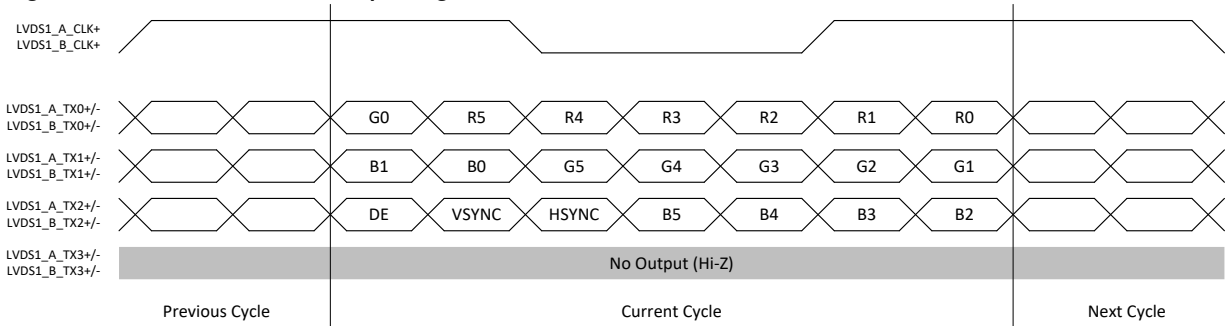 LVDS1_A_CLK+
LVDS1_B_CLK+
LVDS1_A_TX0+/-
LVDS1_B_TX0+/-
G0 R5 R4 R3 R2 R1 R0
LVDS1_A_TX1+/-
LVDS1_B_TX1+/-
B1 B0 G5 G4 G3 G2 G1
LVDS1_A_TX2+/-
LVDS1_B_TX2+/-
DE VSYNC HSYNC B5 B4 B3 B2
LVDS1_A_TX3+/-
LVDS1_B_TX3+/-
No Output (Hi-Z)
Previous Cycle Current Cycle Next Cycle